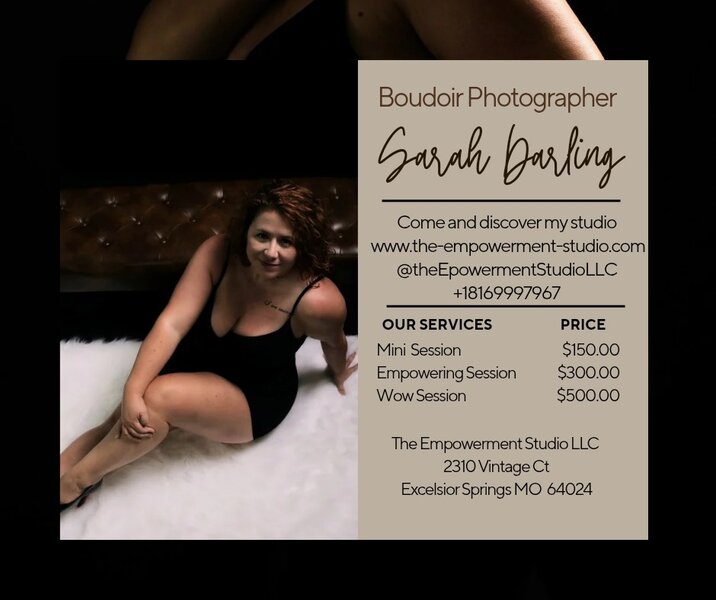 Boudoir Photographer
Sarah Darling
Come and discover my studio
www.the-empowerment-studio.com
@theEpowermentStudioLLC
+18169997967
OUR SERVICES PRICE
Mini Session $150.00
Empowering Session $300.00
Wow Session $500.00
The Empowerment Studio LLC
2310 Vintage Ct
Excelsior Springs MO 64024